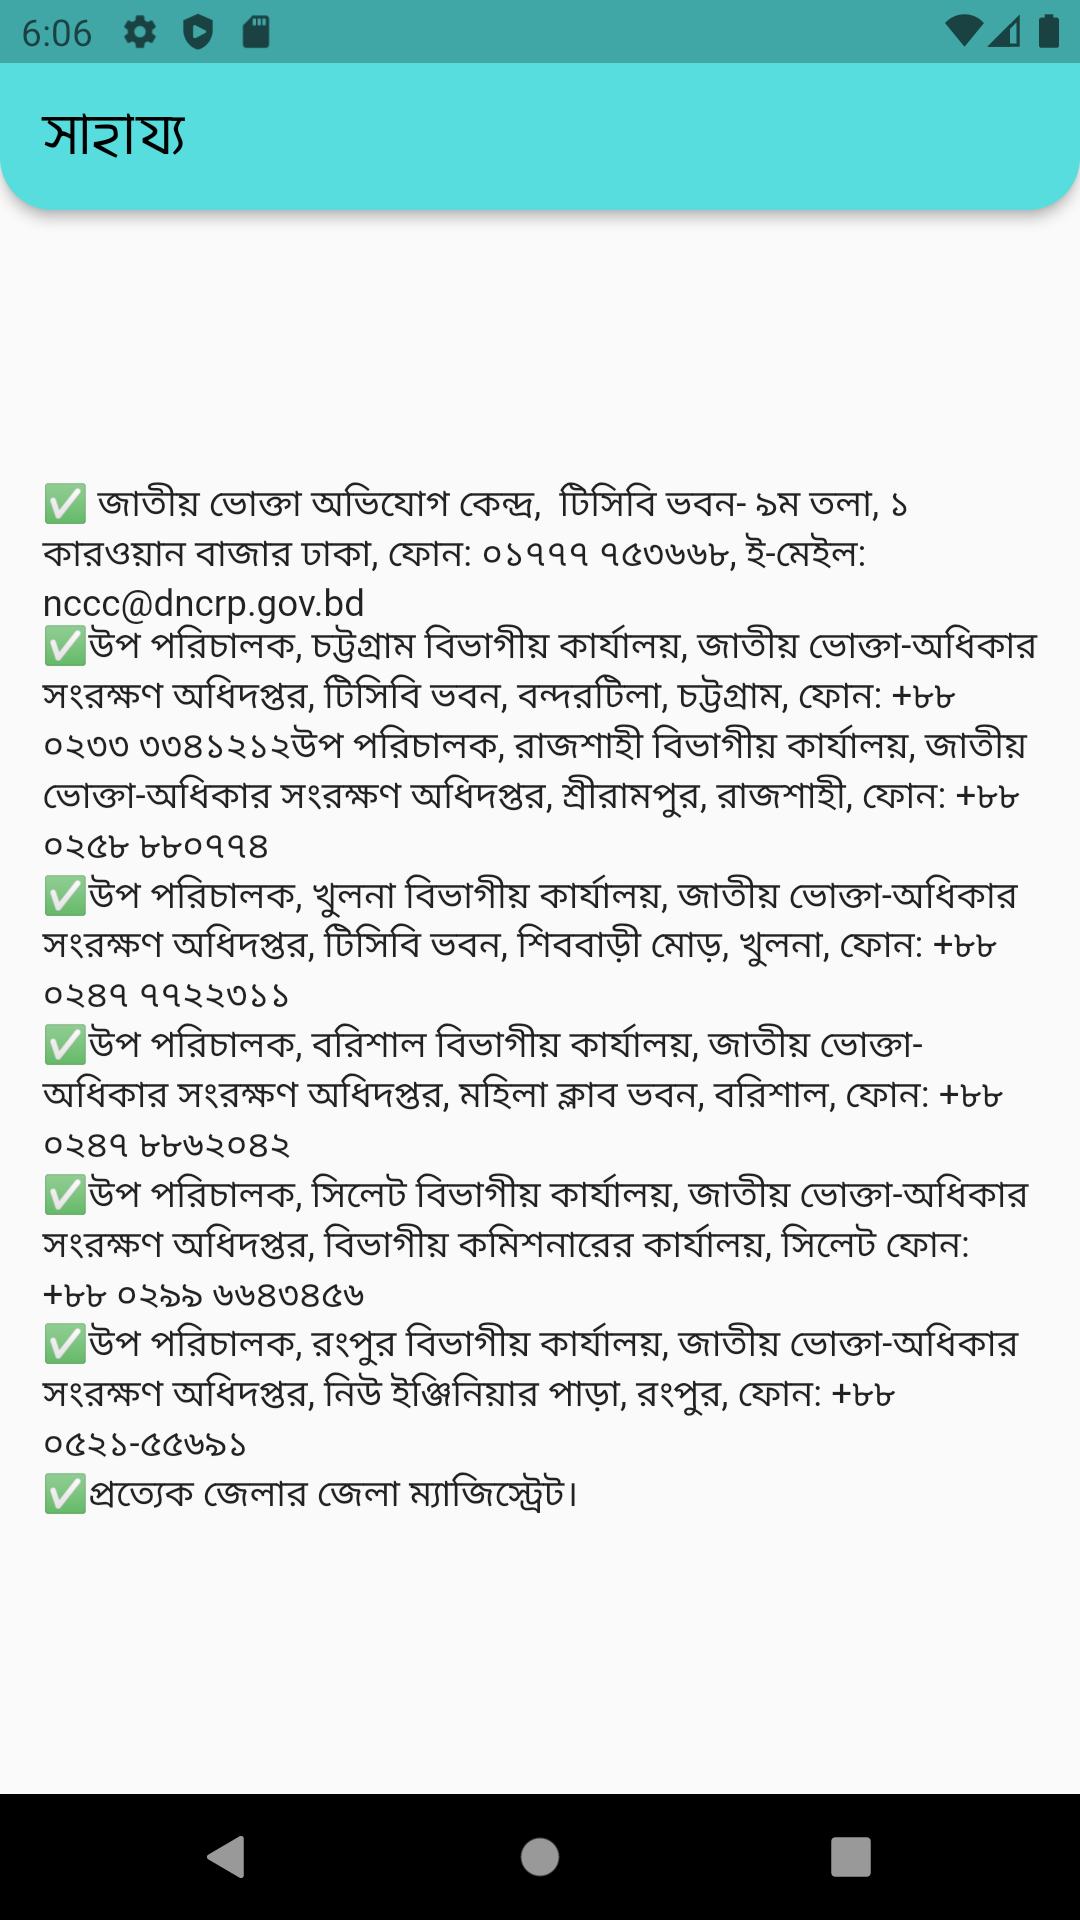 6:06
সাহায্য
✅ জাতীয় ভোক্তা অভিযোগ কেন্দ্র,  টিসিবি ভবন- ৯ম তলা, ১
কারওয়ান বাজার ঢাকা, ফোন: ০১৭৭৭ ৭৫৩৬৬৮, ই-মেইল:
nccc@dncrp.gov.bd
✅উপ পরিচালক, চট্টগ্রাম বিভাগীয় কার্যালয়, জাতীয় ভোক্তা-অধিকার
সংরক্ষণ অধিদপ্তর, টিসিবি ভবন, বন্দরটিলা, চট্টগ্রাম, ফোন: +৮৮
০২৩৩ ৩৩৪১২১২উপ পরিচালক, রাজশাহী বিভাগীয় কার্যালয়, জাতীয়
ভোক্তা-অধিকার সংরক্ষণ অধিদপ্তর, শ্রীরামপুর, রাজশাহী, ফোন: +৮৮
০২৫৮ ৮৮০৭৭৪
✅উপ পরিচালক, খুলনা বিভাগীয় কার্যালয়, জাতীয় ভোক্তা-অধিকার
সংরক্ষণ অধিদপ্তর, টিসিবি ভবন, শিববাড়ী মোড়, খুলনা, ফোন: +৮৮
০২৪৭ ৭৭২২৩১১
✅উপ পরিচালক, বরিশাল বিভাগীয় কার্যালয়, জাতীয় ভোক্তা-
অধিকার সংরক্ষণ অধিদপ্তর, মহিলা ক্লাব ভবন, বরিশাল, ফোন: +৮৮
০২৪৭ ৮৮৬২০৪২
✅উপ পরিচালক, সিলেট বিভাগীয় কার্যালয়, জাতীয় ভোক্তা-অধিকার
সংরক্ষণ অধিদপ্তর, বিভাগীয় কমিশনারের কার্যালয়, সিলেট ফোন:
+৮৮ ০২৯৯ ৬৬৪৩৪৫৬
✅উপ পরিচালক, রংপুর বিভাগীয় কার্যালয়, জাতীয় ভোক্তা-অধিকার
সংরক্ষণ অধিদপ্তর, নিউ ইঞ্জিনিয়ার পাড়া, রংপুর, ফোন: +৮৮
০৫২১-৫৫৬৯১
✅প্রত্যেক জেলার জেলা ম্যাজিস্ট্রেট।